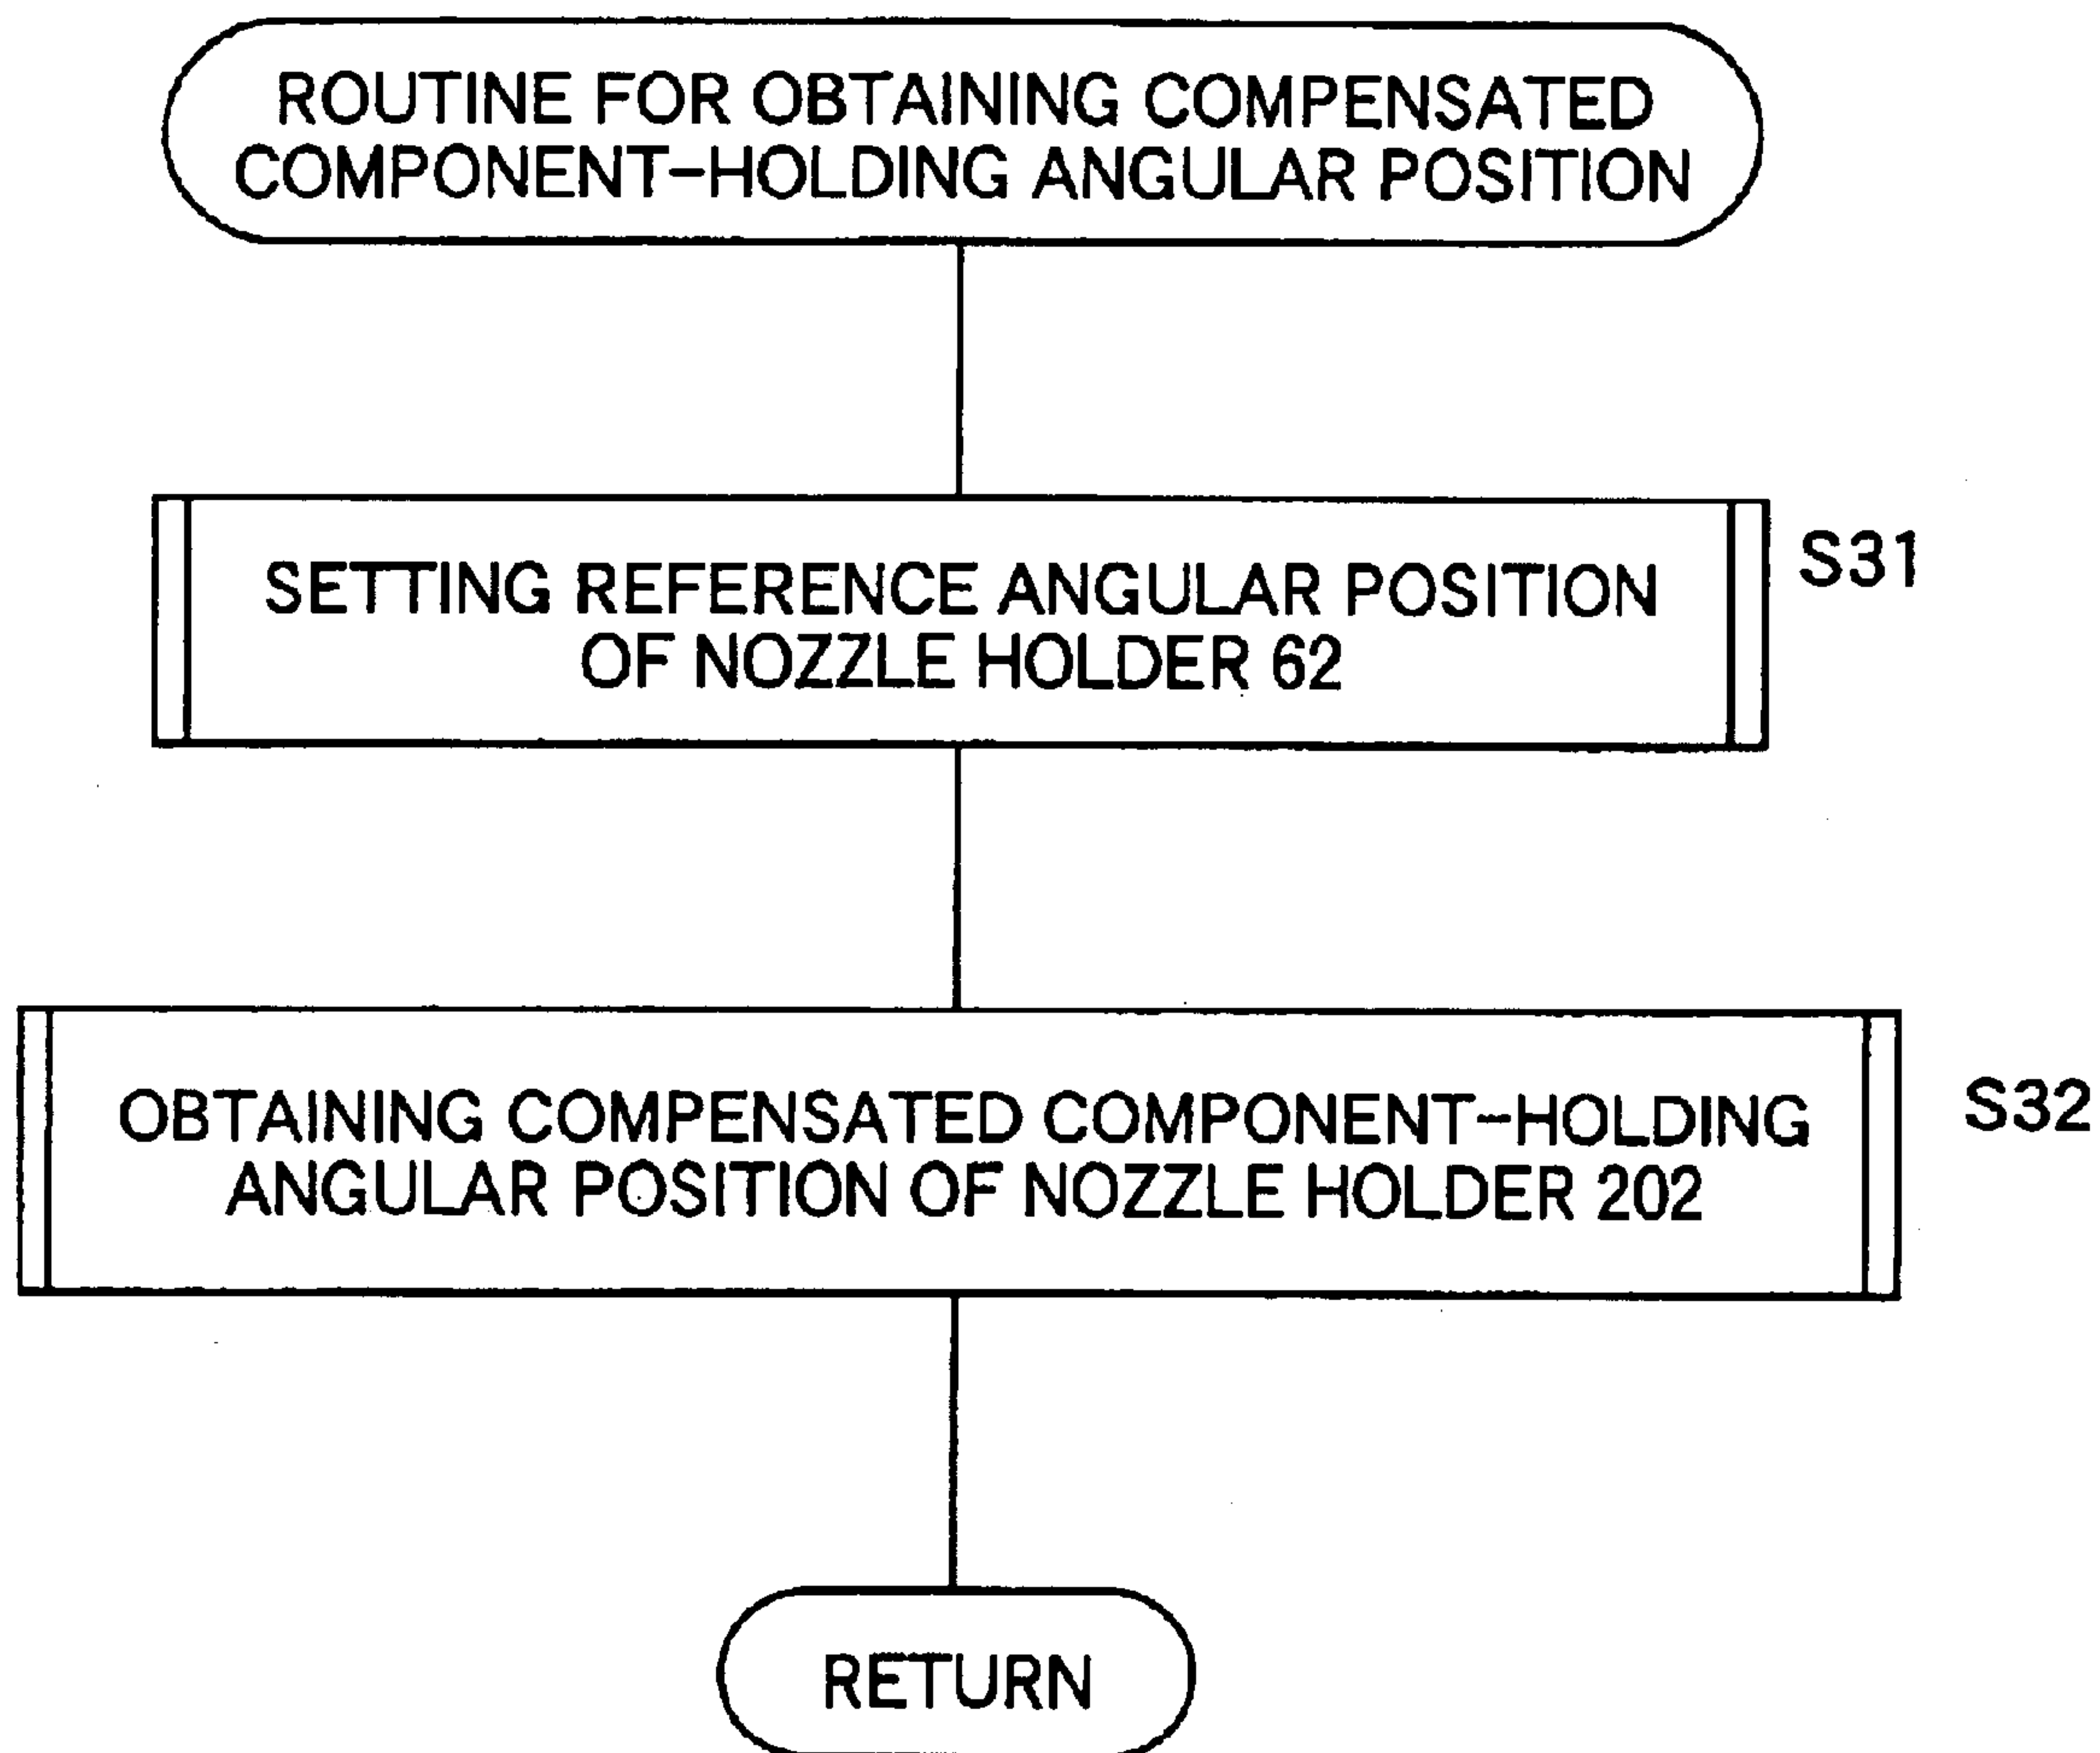 ROUTINE FOR OBTAINING COMPENSATED
COMPONENT-HOLDING ANGULAR POSITION
SETTING REFERENCE ANGULAR POSITION
OF NOZZLE HOLDER 62
S31
OBTAINING COMPENSATED COMPONENT-HOLDING
ANGULAR POSITION OF NOZZLE HOLDER 202
S32
RETURN